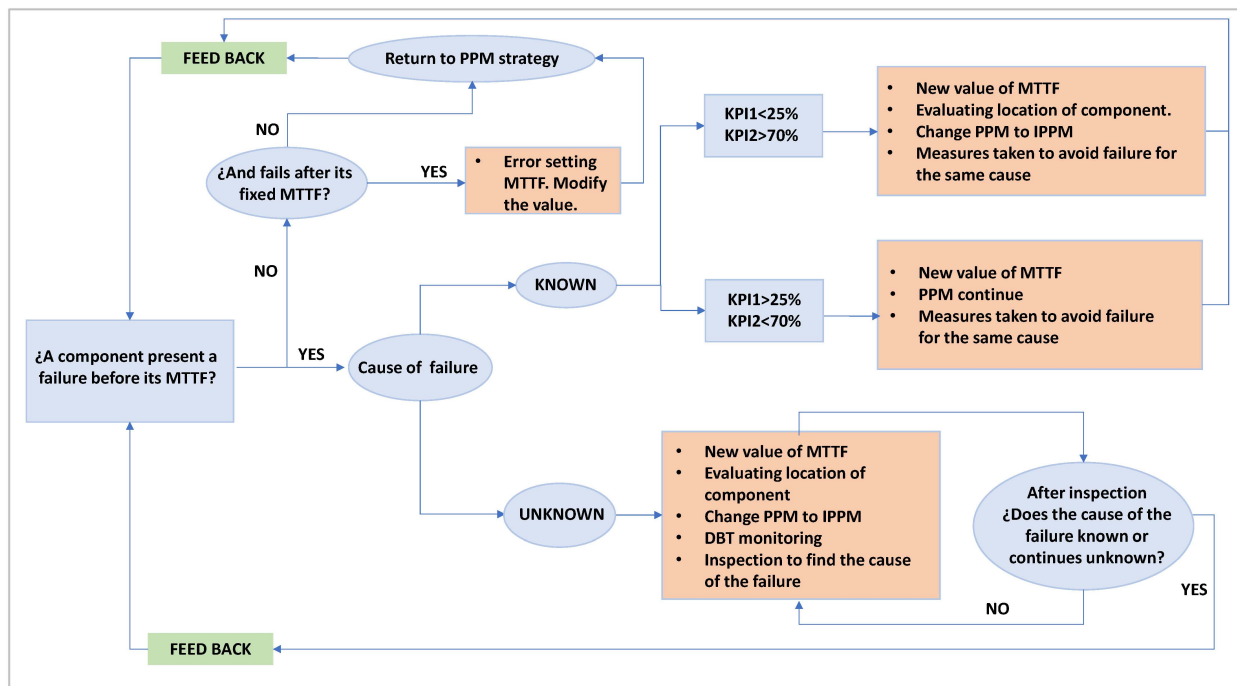 FEED BACK
Return to PPM strategy
NO
¿And fails after its
fixed MTTF?
YES
• Error setting
MTTF. Modify
the value.
KPI1<25%
KPI2>70%
• New value of MTTF
• Evaluating location of component.
• Change PPM to IPPM
• Measures taken to avoid failure for
the same cause
NO
KNOWN
KPI1>25%
KPI2<70%
• New value of MTTF
• PPM continue
• Measures taken to avoid failure
for the same cause
¿A component present a
failure before its MTTF?
YES
Cause of failure
UNKNOWN
• New value of MTTF
• Evaluating location of
component
• Change PPM to IPPM
• DBT monitoring
• Inspection to find the cause
of the failure
After inspection
¿Does the cause of the
failure known or
continues unknown?
YES
NO
FEED BACK